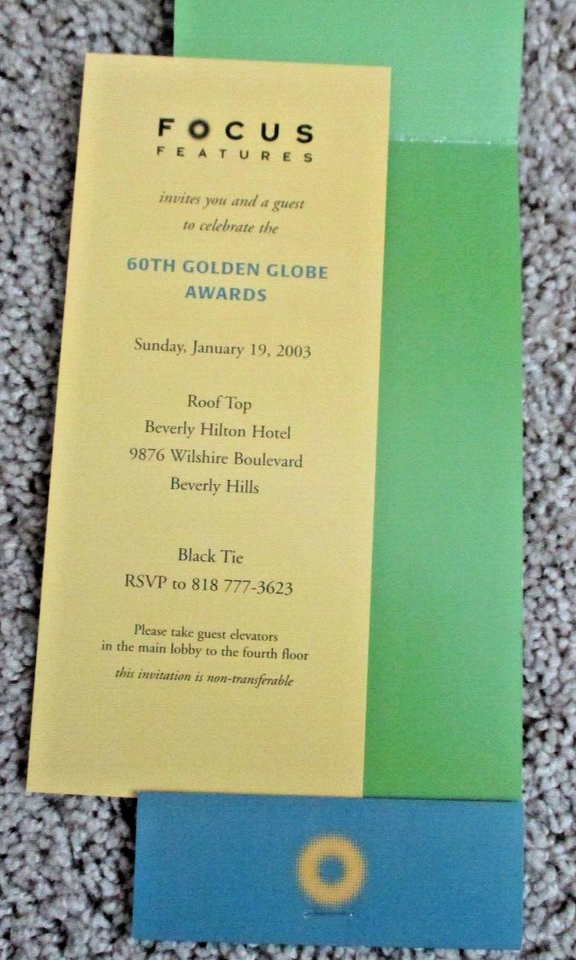 FOCUS
FEATURES
invites you and a guest
to celebrate the
60TH GOLDEN GLOBE
AWARDS
Sunday, January 19, 2003
Roof Top
Beverly Hilton Hotel
9876 Wilshire Boulevard
Beverly Hills
Black Tie
RSVP to 818 777-3623
Please take guest elevators
in the main lobby to the fourth floor
this invitation is non-transferable